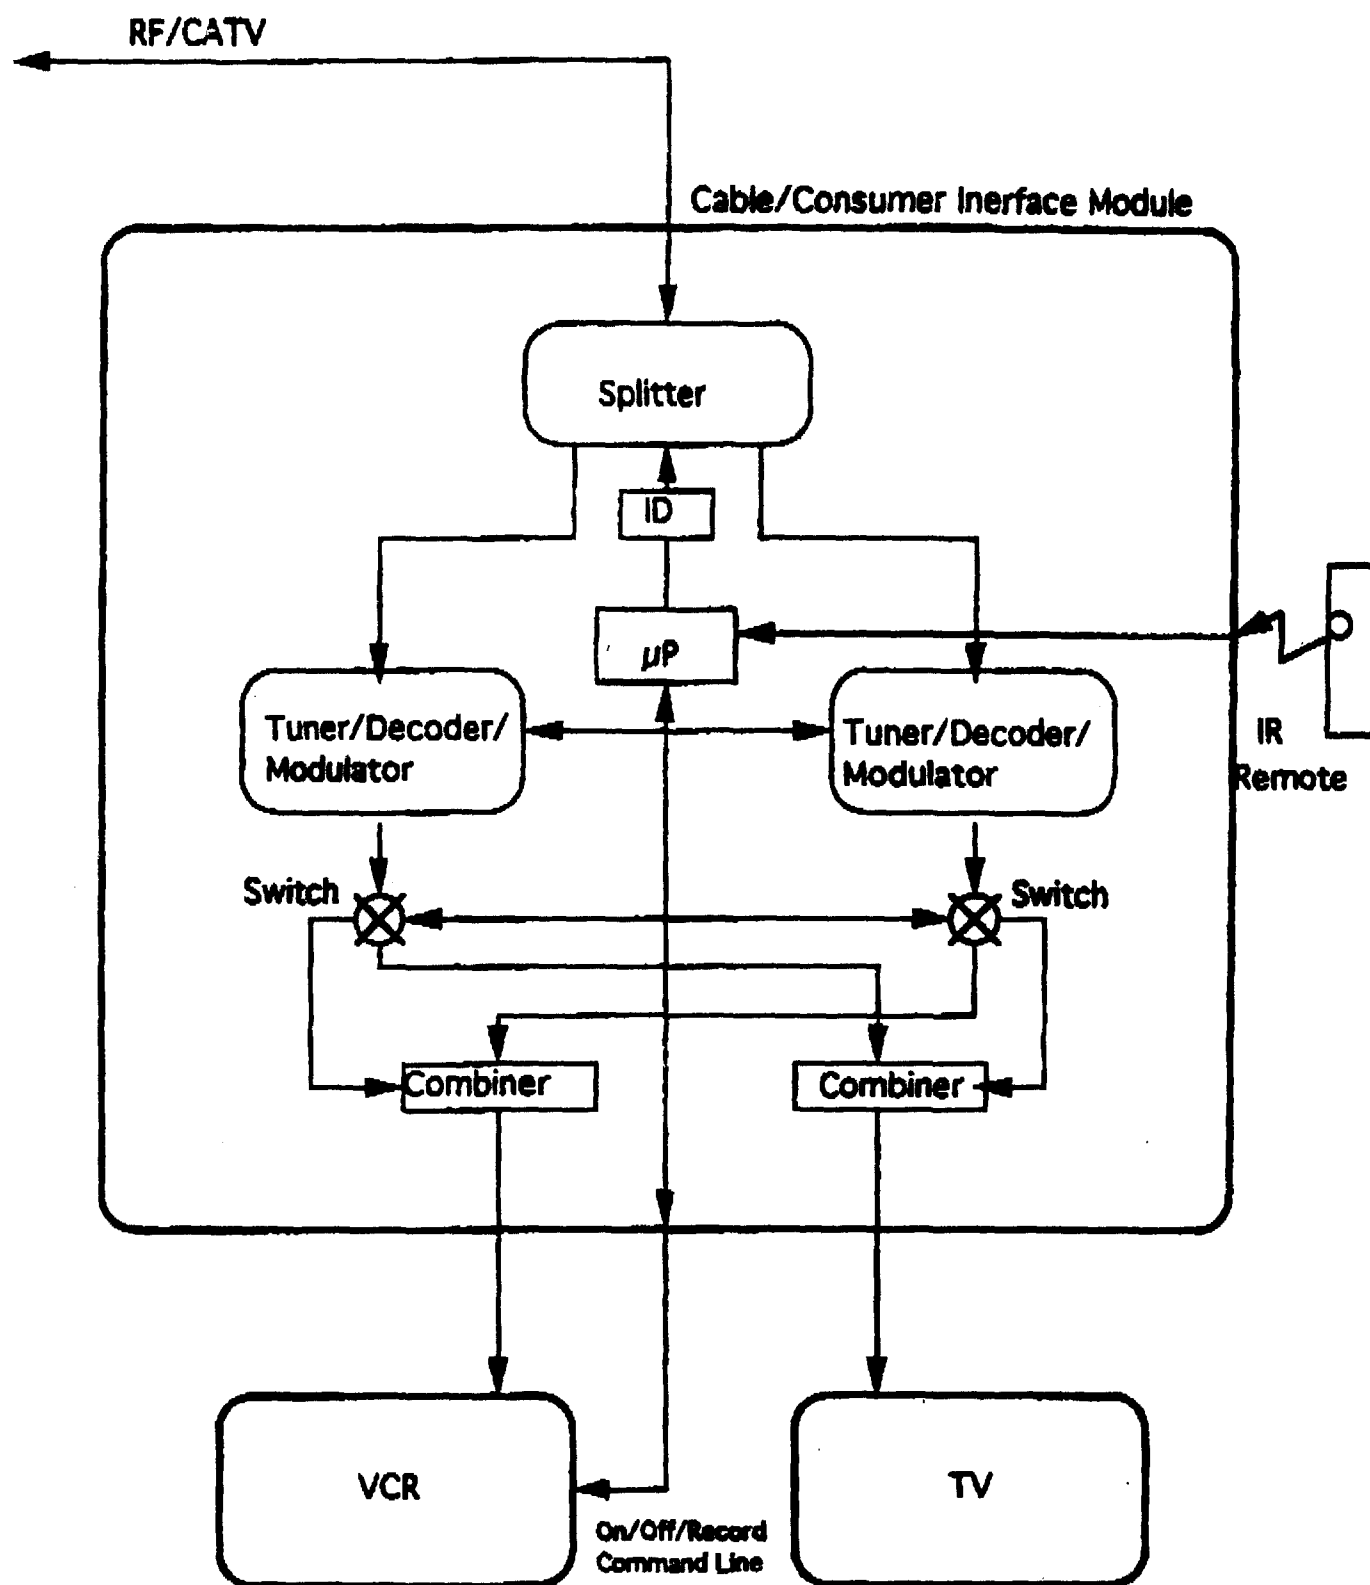 RF/CATV
Cable/Consumer Inerface Module
Splitter
ID
μP
Tuner/Decoder/
Modulator
Tuner/Decoder/
Modulator
IR
Remote
Switch
Switch
Combiner
Combiner
VCR
TV
On/Off/Record
Command Line